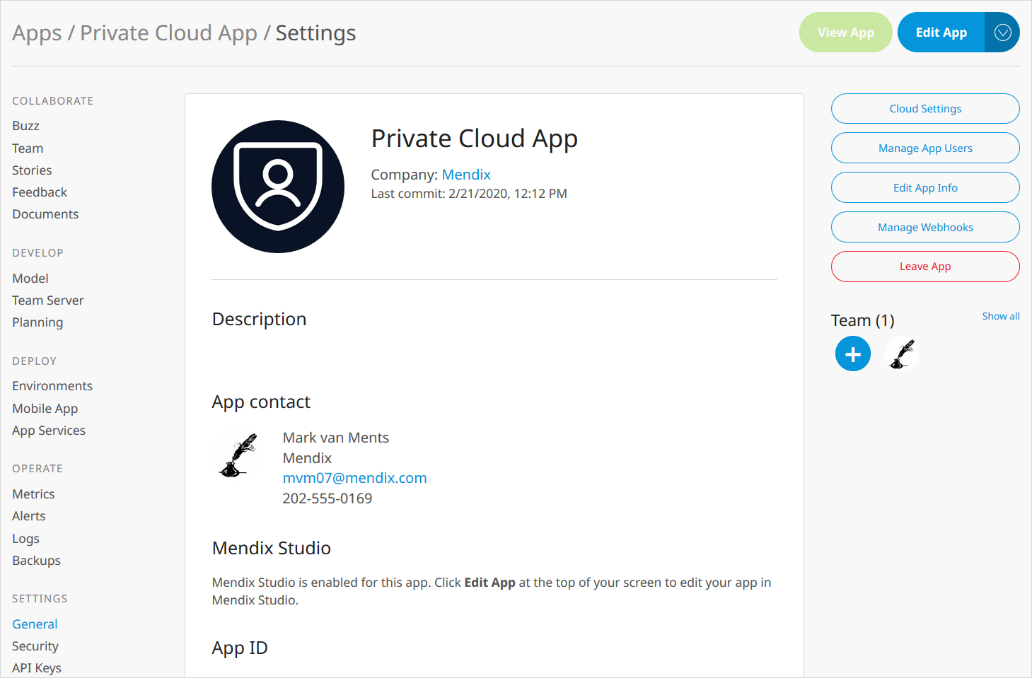 Apps / Private Cloud App / Settings
View App
Edit App
COLLABORATE
Buzz
Team
Stories
Feedback
Documents
DEVELOP
Model
Team Server
Planning
DEPLOY
Environments
Mobile App
App Services
OPERATE
Metrics
Alerts
Logs
Backups
SETTINGS
General
Security
API Keys
Private Cloud App
Company: Mendix
Last commit: 2/21/2020, 12:12 PM
Description
App contact
Mark van Ments
Mendix
mvm07@mendix.com
202-555-0169
Mendix Studio
Mendix Studio is enabled for this app. Click Edit App at the top of your screen to edit your app in
Mendix Studio.
App ID
Cloud Settings
Manage App Users
Edit App Info
Manage Webhooks
Leave App
Team (1)
Show all